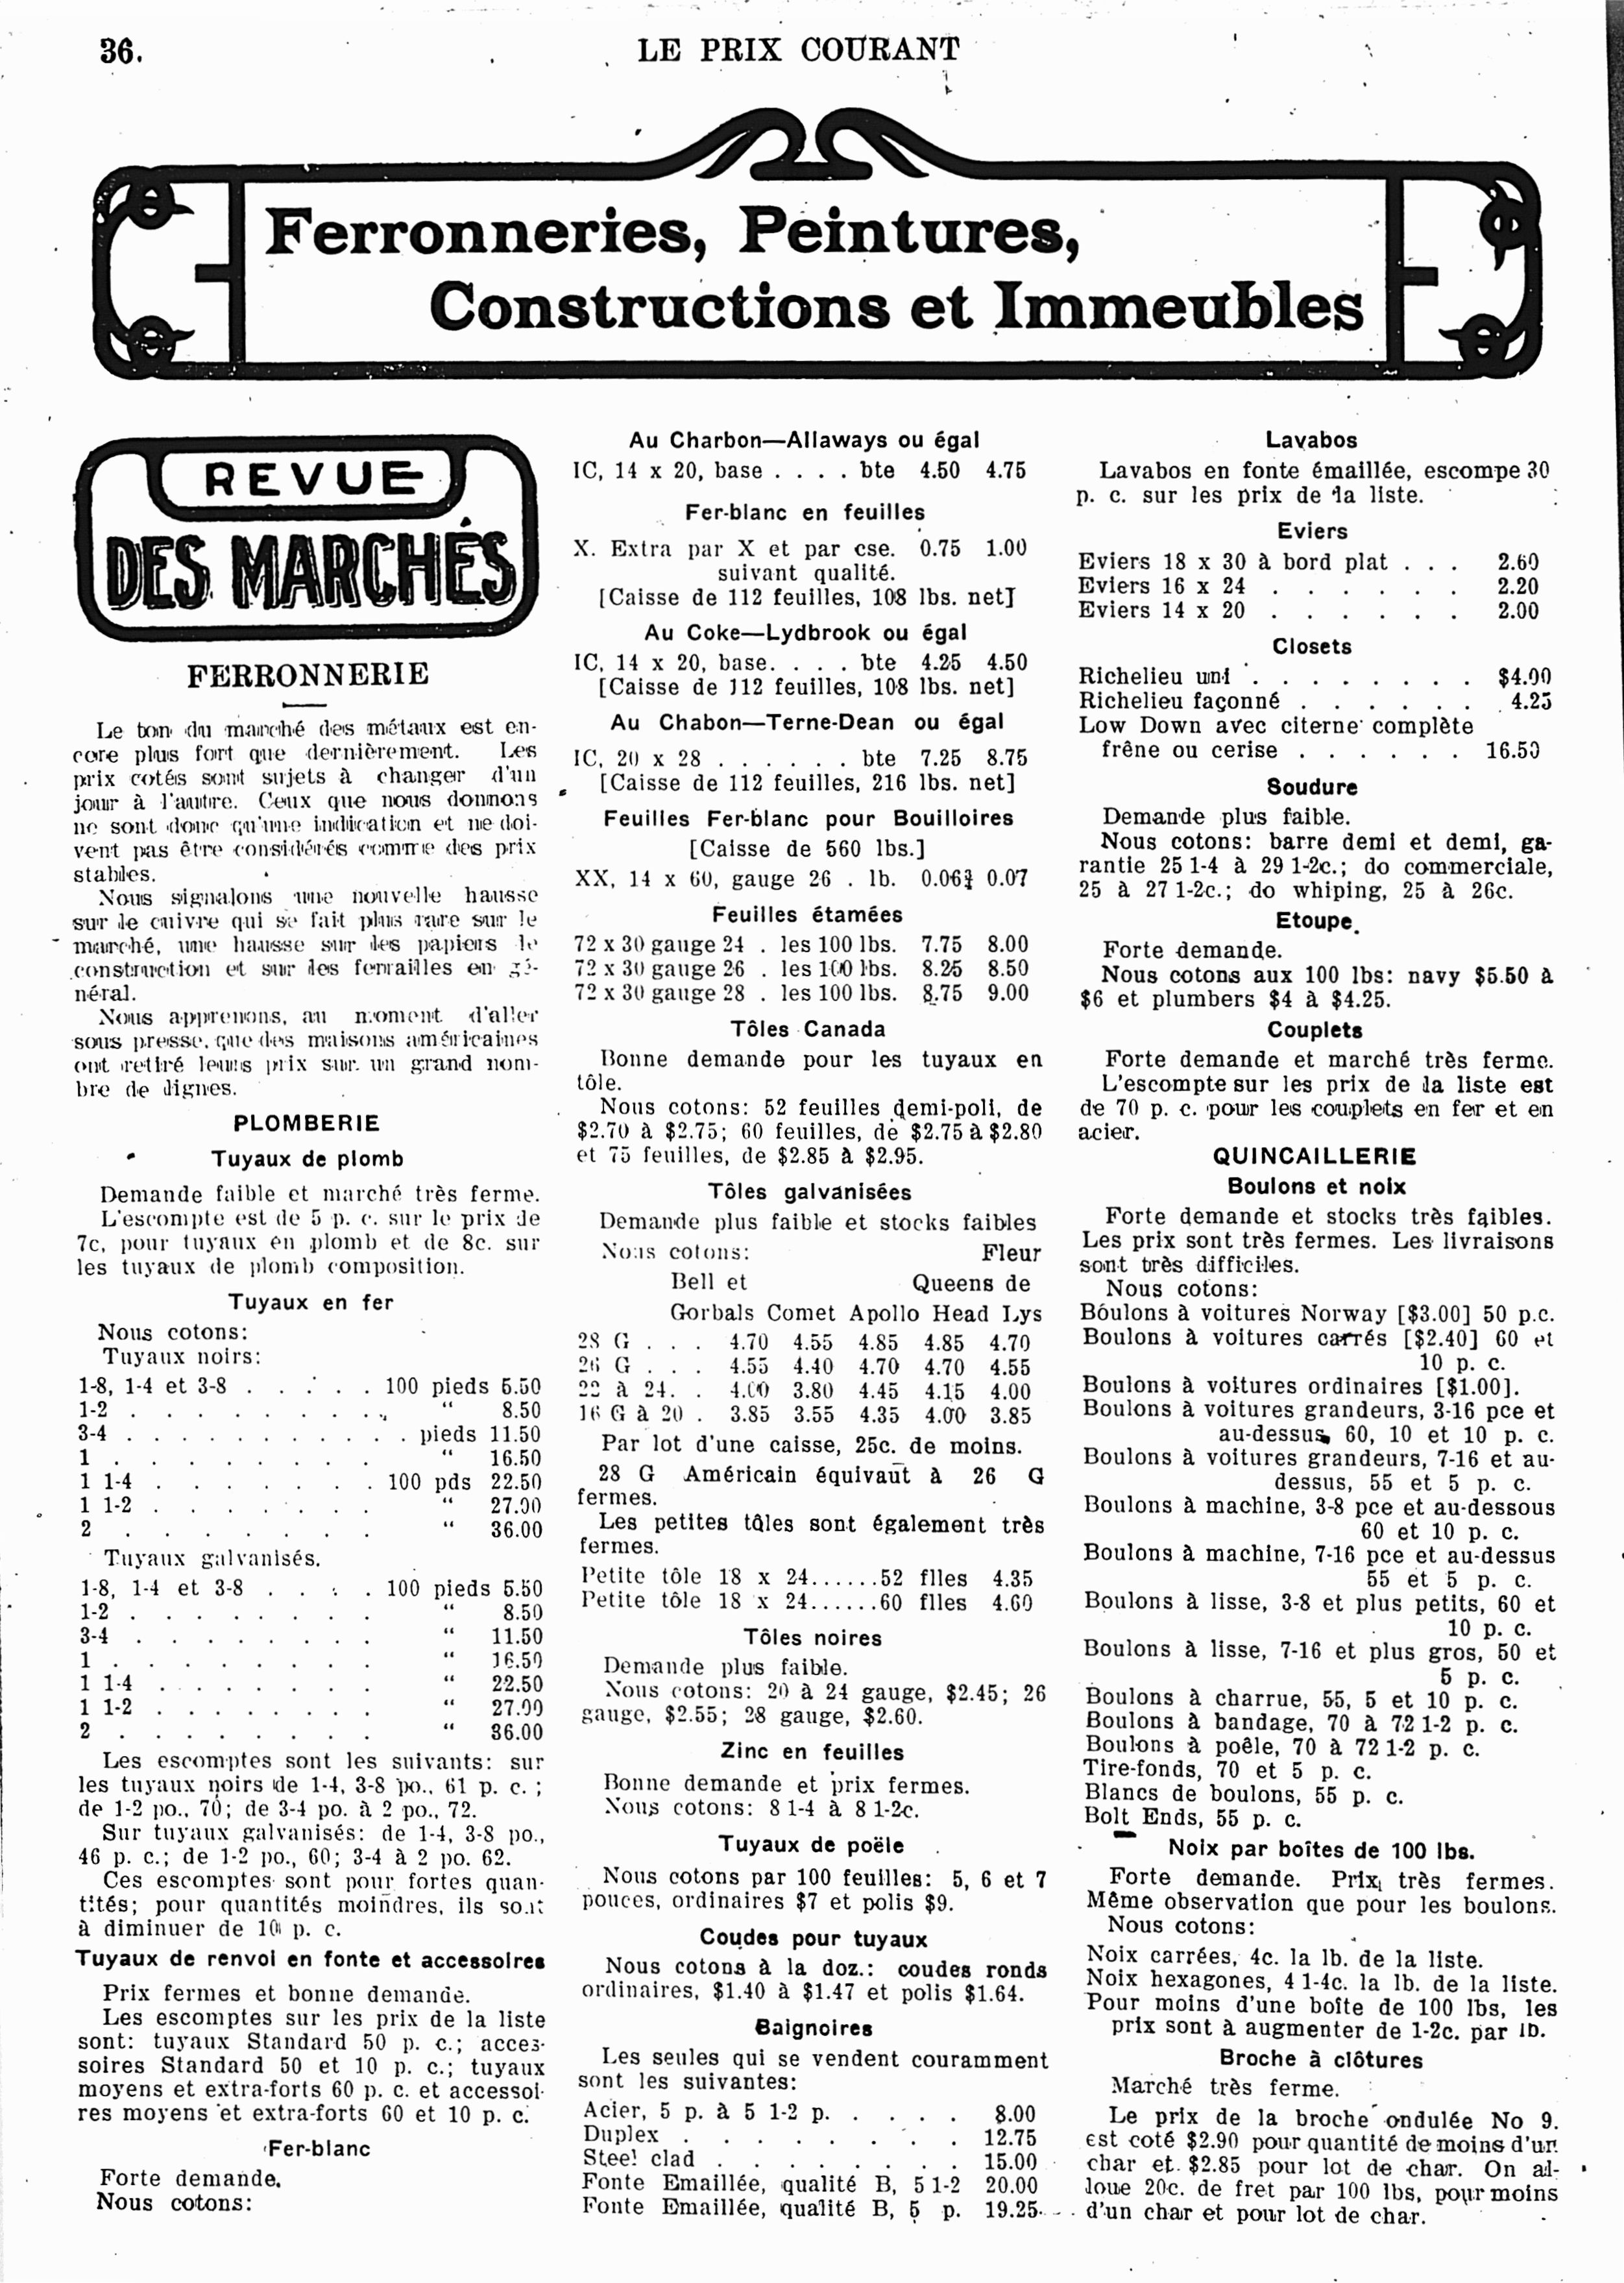 36.
LE PRIX COURANT
Ferronneries, Peintures,
Constructions et Immeubles
REVUE
DES MARCHÉS
FERRONNERIE
Le ton du marché des métaux est en-
core plus fort que dernièrement. Les
prix cotés sont sujets à changer d'un
jour à l'autre. Ceux que nous donnons
ne sont donc qu'une indication et ne doi-
vent pas être considérés comme des prix
stables.
Nous signalons une nouvelle hausse
sur le cuivre qui se fait plus rare sur le
marché, une hausse sur les papiers le
construction et sur les ferrailles en gé-
néral.
Nous apprenons, au moment d'aller
sous presse, que des maisons américaines
ont retiré leurs prix sur un grand nom-
bre de lignes.
PLOMBERIE
Tuyaux de plomb
Demande faible et marché très ferme.
L'escompte est de 5 p. c. sur le prix de
7c, pour tuyaux en plomb et de 8c. sur
les tuyaux de plomb composition.
Tuyaux en fer
Nous cotons:
Tuyaux noirs:
1-8, 1-4 et 3-8 . . . . . 100 pieds 5.50
1-2 . . . . . . . . . " 8.50
3-4 . . . . . . . . . . . pieds 11.50
1 . . . . . . . . . " 16.50
1 1-4 . . . . . . . 100 pds 22.50
1 1-2 . . . . . . . " 27.00
2 . . . . . . . . " 36.00
Tuyaux galvanisés.
1-8, 1-4 et 3-8 . . . . 100 pieds 5.50
1-2 . . . . . . . . " 8.50
3-4 . . . . . . . . " 11.50
1 . . . . . . . . . " 16.50
1 1-4 . . . . . . . " 22.50
1 1-2 . . . . . . . " 27.00
2 . . . . . . . . " 36.00
Les escomptes sont les suivants: sur
les tuyaux noirs de 1-4, 3-8 po., 61 p. c. ;
de 1-2 po., 70; de 3-4 po. à 2 po., 72.
Sur tuyaux galvanisés: de 1-4, 3-8 po.,
46 p. c.; de 1-2 po., 60; 3-4 à 2 po. 62.
Ces escomptes sont pour fortes quan-
tités; pour quantités moindres, ils sont
à diminuer de 10 p. c.
Tuyaux de renvoi en fonte et accessoires
Prix fermes et bonne demande.
Les escomptes sur les prix de la liste
sont: tuyaux Standard 50 p. c.; acces-
soires Standard 50 et 10 p. c.; tuyaux
moyens et extra-forts 60 p. c. et accessoi-
res moyens et extra-forts 60 et 10 p. c.
Fer-blanc
Forte demande.
Nous cotons:
Au Charbon—Allaways ou égal
IC, 14 x 20, base . . . . bte 4.50 4.75
Fer-blanc en feuilles
X. Extra par X et par cse. 0.75 1.00
suivant qualité.
[Caisse de 112 feuilles, 108 lbs. net]
Au Coke—Lydbrook ou égal
IC, 14 x 20, base. . . . bte 4.25 4.50
[Caisse de 112 feuilles, 108 lbs. net]
Au Chabon—Terne-Dean ou égal
IC, 20 x 28 . . . . . . bte 7.25 8.75
[Caisse de 112 feuilles, 216 lbs. net]
Feuilles Fer-blanc pour Bouilloires
[Caisse de 560 lbs.]
XX, 14 x 60, gauge 26 . lb. 0.06¾ 0.07
Feuilles étamées
72 x 30 gauge 24 . les 100 lbs. 7.75 8.00
72 x 30 gauge 26 . les 100 lbs. 8.25 8.50
72 x 30 gauge 28 . les 100 lbs. 8.75 9.00
Tôles Canada
Bonne demande pour les tuyaux en
tôle.
Nous cotons: 52 feuilles demi-poli, de
$2.70 à $2.75; 60 feuilles, de $2.75 à $2.80
et 75 feuilles, de $2.85 à $2.95.
Tôles galvanisées
Demande plus faible et stocks faibles
Nous cotons: Fleur
Bell et Queens de
Gorbals Comet Apollo Head Lys
28 G . . . 4.70 4.55 4.85 4.85 4.70
26 G . . . 4.55 4.40 4.70 4.70 4.55
22 à 24. . 4.00 3.80 4.45 4.15 4.00
16 G à 20 . 3.85 3.55 4.35 4.00 3.85
Par lot d'une caisse, 25c. de moins.
28 G Américain équivaut à 26 G
fermes.
Les petites tôles sont également très
fermes.
Petite tôle 18 x 24......52 flles 4.35
Petite tôle 18 x 24......60 flles 4.60
Tôles noires
Demande plus faible.
Nous cotons: 20 à 24 gauge, $2.45; 26
gauge, $2.55; 28 gauge, $2.60.
Zinc en feuilles
Bonne demande et prix fermes.
Nous cotons: 8 1-4 à 8 1-2c.
Tuyaux de poële
Nous cotons par 100 feuilles: 5, 6 et 7
pouces, ordinaires $7 et polis $9.
Coudes pour tuyaux
Nous cotons à la doz.: coudes ronds
ordinaires, $1.40 à $1.47 et polis $1.64.
Baignoires
Les seules qui se vendent couramment
sont les suivantes:
Acier, 5 p. à 5 1-2 p. . . . . 8.00
Duplex . . . . . . . . . 12.75
Steel clad . . . . . . . . 15.00
Fonte Emaillée, qualité B, 5 1-2 20.00
Fonte Emaillée, qualité B, 5 p. 19.25
Lavabos
Lavabos en fonte émaillée, escompe 30
p. c. sur les prix de la liste.
Eviers
Eviers 18 x 30 à bord plat . . . 2.60
Eviers 16 x 24 . . . . . . 2.20
Eviers 14 x 20 . . . . . . 2.00
Closets
Richelieu uni . . . . . . . . $4.00
Richelieu façonné . . . . . . 4.25
Low Down avec citerne complète
frêne ou cerise . . . . . . 16.50
Soudure
Demande plus faible.
Nous cotons: barre demi et demi, ga-
rantie 25 1-4 à 29 1-2c.; do commerciale,
25 à 27 1-2c.; do whiping, 25 à 26c.
Etoupe
Forte demande.
Nous cotons aux 100 lbs: navy $5.50 à
$6 et plumbers $4 à $4.25.
Couplets
Forte demande et marché très ferme.
L'escompte sur les prix de la liste est
de 70 p. c. pour les couplets en fer et en
acier.
QUINCAILLERIE
Boulons et noix
Forte demande et stocks très faibles.
Les prix sont très fermes. Les livraisons
sont très difficiles.
Nous cotons:
Boulons à voitures Norway [$3.00] 50 p.c.
Boulons à voitures carrés [$2.40] 60 et
10 p. c.
Boulons à voitures ordinaires [$1.00].
Boulons à voitures grandeurs, 3-16 pce et
au-dessus, 60, 10 et 10 p. c.
Boulons à voitures grandeurs, 7-16 et au-
dessus, 55 et 5 p. c.
Boulons à machine, 3-8 pce et au-dessous
60 et 10 p. c.
Boulons à machine, 7-16 pce et au-dessus
55 et 5 p. c.
Boulons à lisse, 3-8 et plus petits, 60 et
10 p. c.
Boulons à lisse, 7-16 et plus gros, 50 et
5 p. c.
Boulons à charrue, 55, 5 et 10 p. c.
Boulons à bandage, 70 à 72 1-2 p. c.
Boulons à poêle, 70 à 72 1-2 p. c.
Tire-fonds, 70 et 5 p. c.
Blancs de boulons, 55 p. c.
Bolt Ends, 55 p. c.
Noix par boîtes de 100 lbs.
Forte demande. Prix très fermes.
Même observation que pour les boulons.
Nous cotons:
Noix carrées, 4c. la lb. de la liste.
Noix hexagones, 4 1-4c. la lb. de la liste.
Pour moins d'une boîte de 100 lbs, les
prix sont à augmenter de 1-2c. par lb.
Broche à clôtures
Marché très ferme.
Le prix de la broche ondulée No 9.
est coté $2.90 pour quantité de moins d'un
char et $2.85 pour lot de char. On al-
loue 20c. de fret par 100 lbs, pour moins
d'un char et pour lot de char.